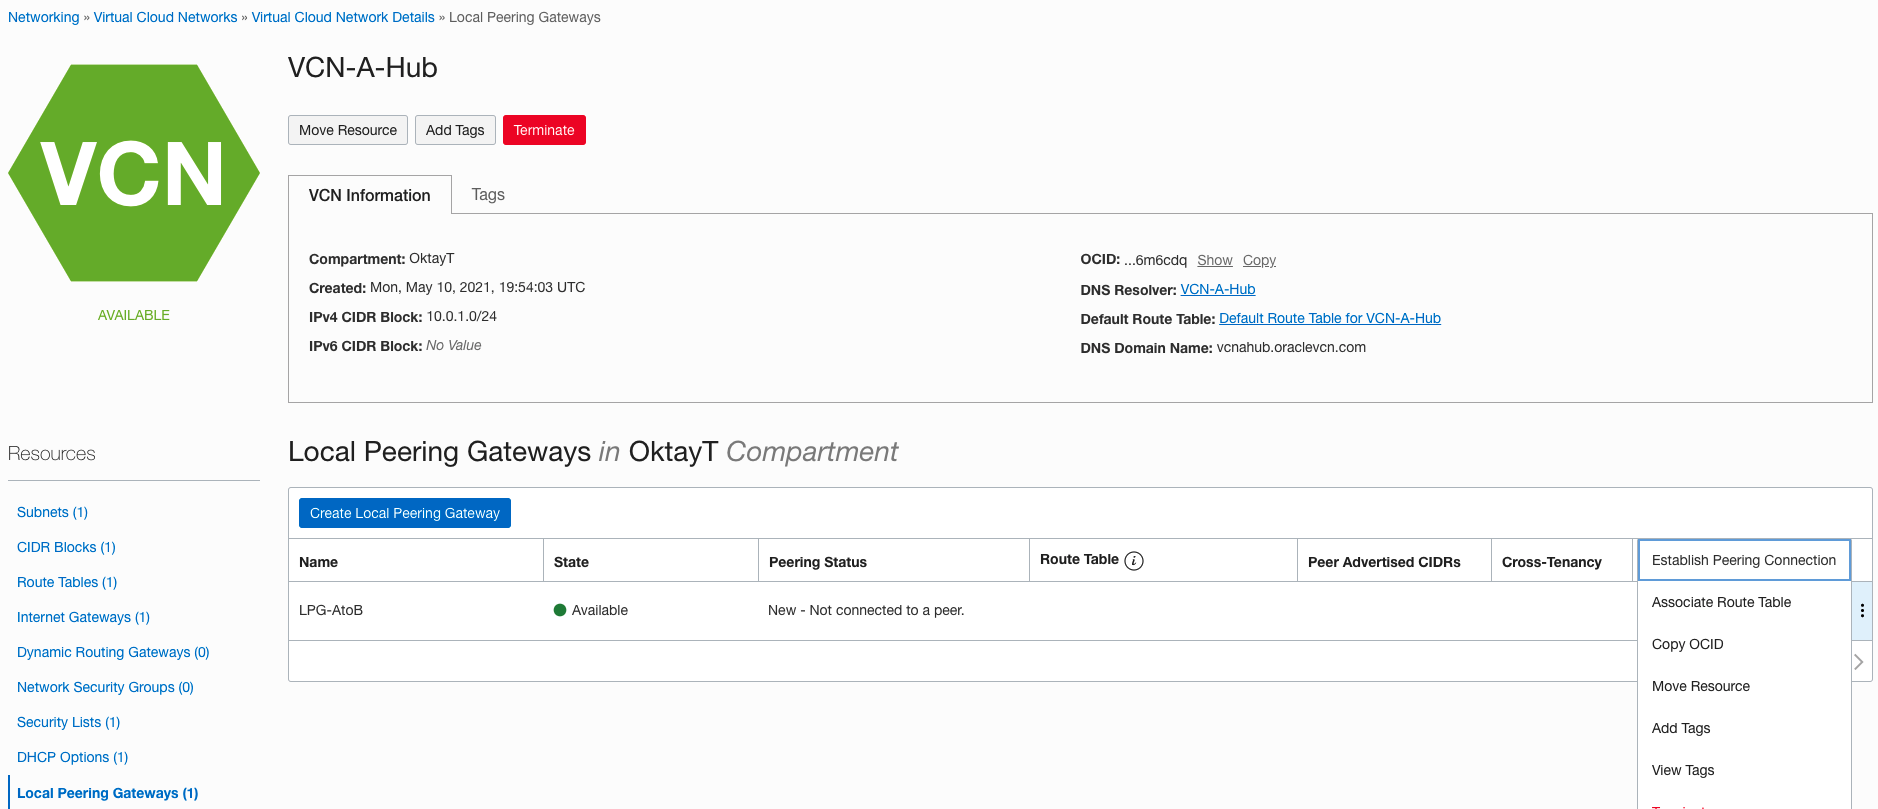 Networking » Virtual Cloud Networks » Virtual Cloud Network Details » Local Peering Gateways
VCN
AVAILABLE
VCN-A-Hub
Move Resource Add Tags Terminate
VCN Information Tags
Compartment: OktayT
Created: Mon, May 10, 2021, 19:54:03 UTC
IPv4 CIDR Block: 10.0.1.0/24
IPv6 CIDR Block: No Value
OCID: ...6m6cdq Show Copy
DNS Resolver: VCN-A-Hub
Default Route Table: Default Route Table for VCN-A-Hub
DNS Domain Name: vcnahub.oraclevcn.com
Resources
Subnets (1)
CIDR Blocks (1)
Route Tables (1)
Internet Gateways (1)
Dynamic Routing Gateways (0)
Network Security Groups (0)
Security Lists (1)
DHCP Options (1)
Local Peering Gateways (1)
Local Peering Gateways in OktayT Compartment
Create Local Peering Gateway
Name State Peering Status Route Table i Peer Advertised CIDRs Cross-Tenancy
LPG-AtoB Available New - Not connected to a peer.
Establish Peering Connection
Associate Route Table
Copy OCID
Move Resource
Add Tags
View Tags